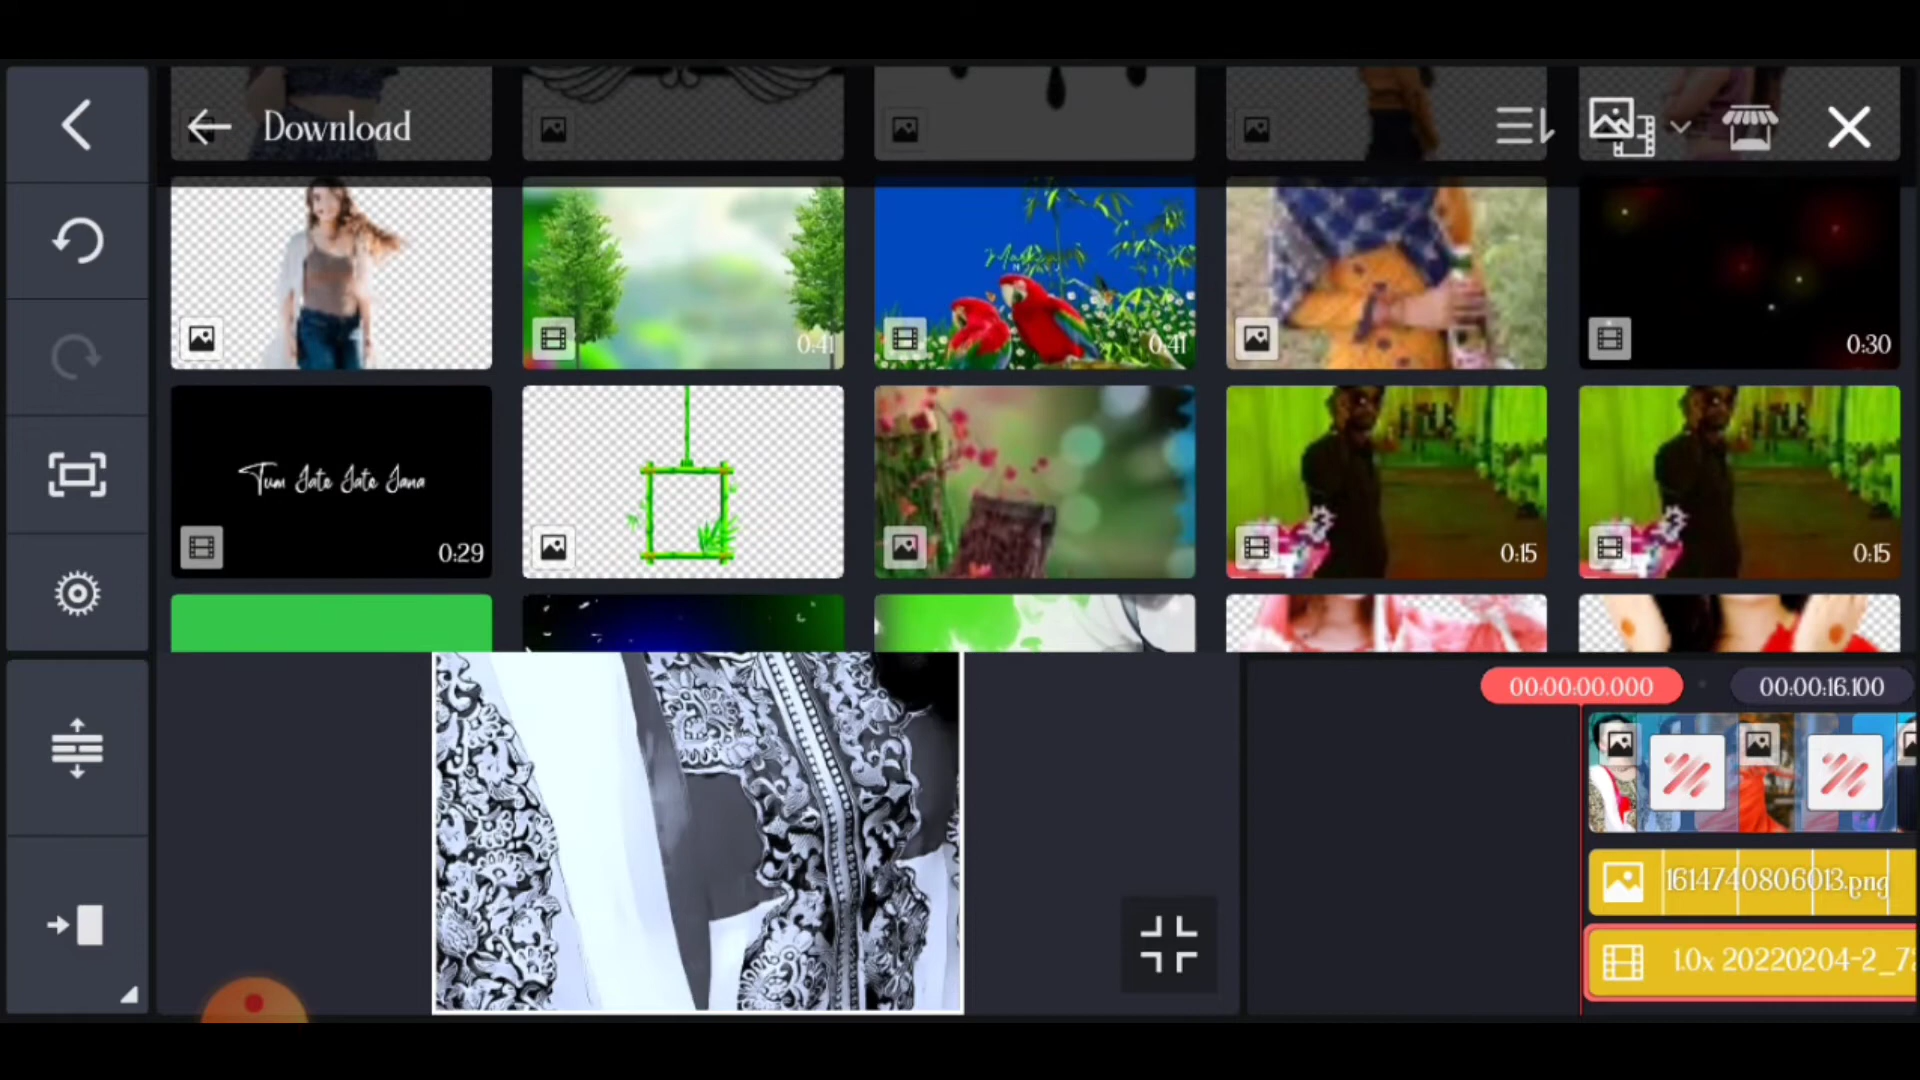 Download
0:41
0:41
0:30
Tum Jate Jate Jana
0:29
0:15
0:15
00:00:00.000
00:00:16.100
1614740806013.png
1.0x 20220204-2_72